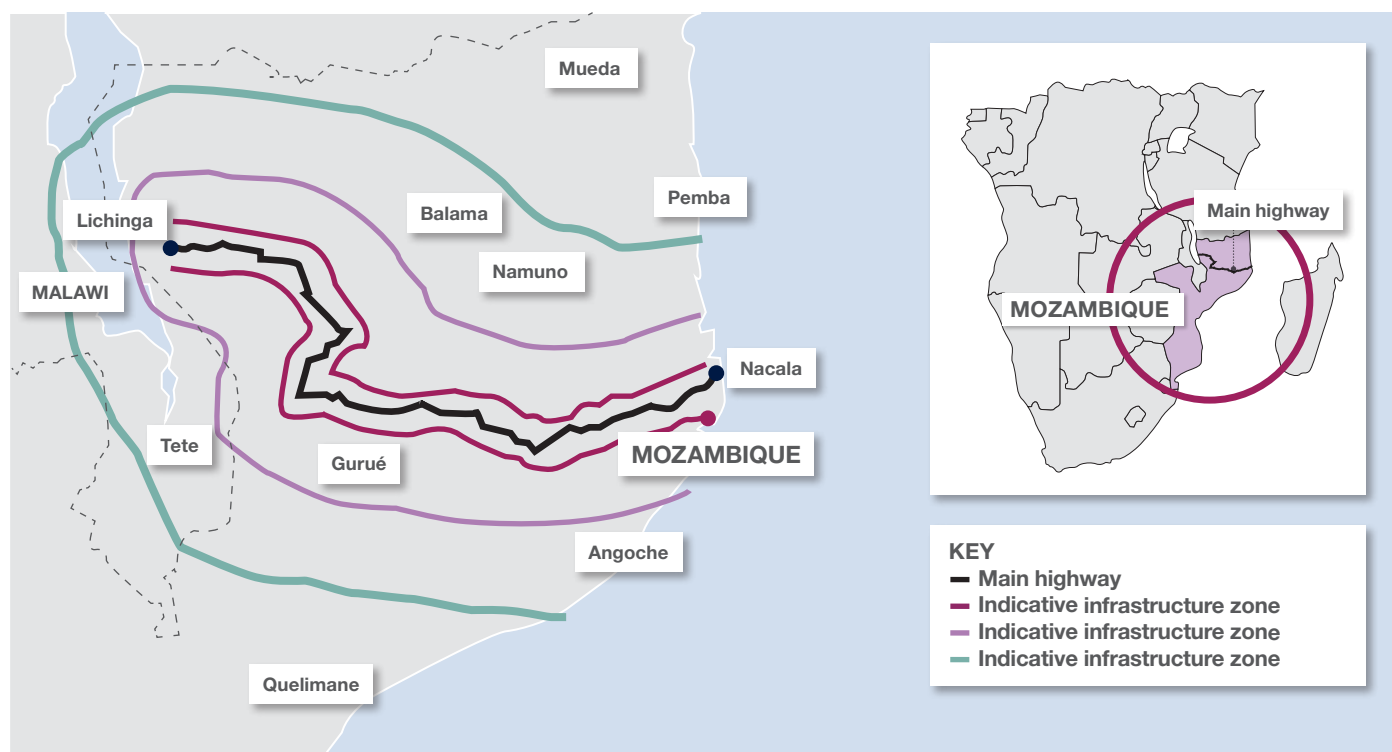 Mueda
Pemba
Balama
Lichinga
Namuno
MALAWI
Nacala
Tete
Gurué
MOZAMBIQUE
Angoche
Quelimane
Main highway
MOZAMBIQUE
KEY
Main highway
Indicative infrastructure zone
Indicative infrastructure zone
Indicative infrastructure zone